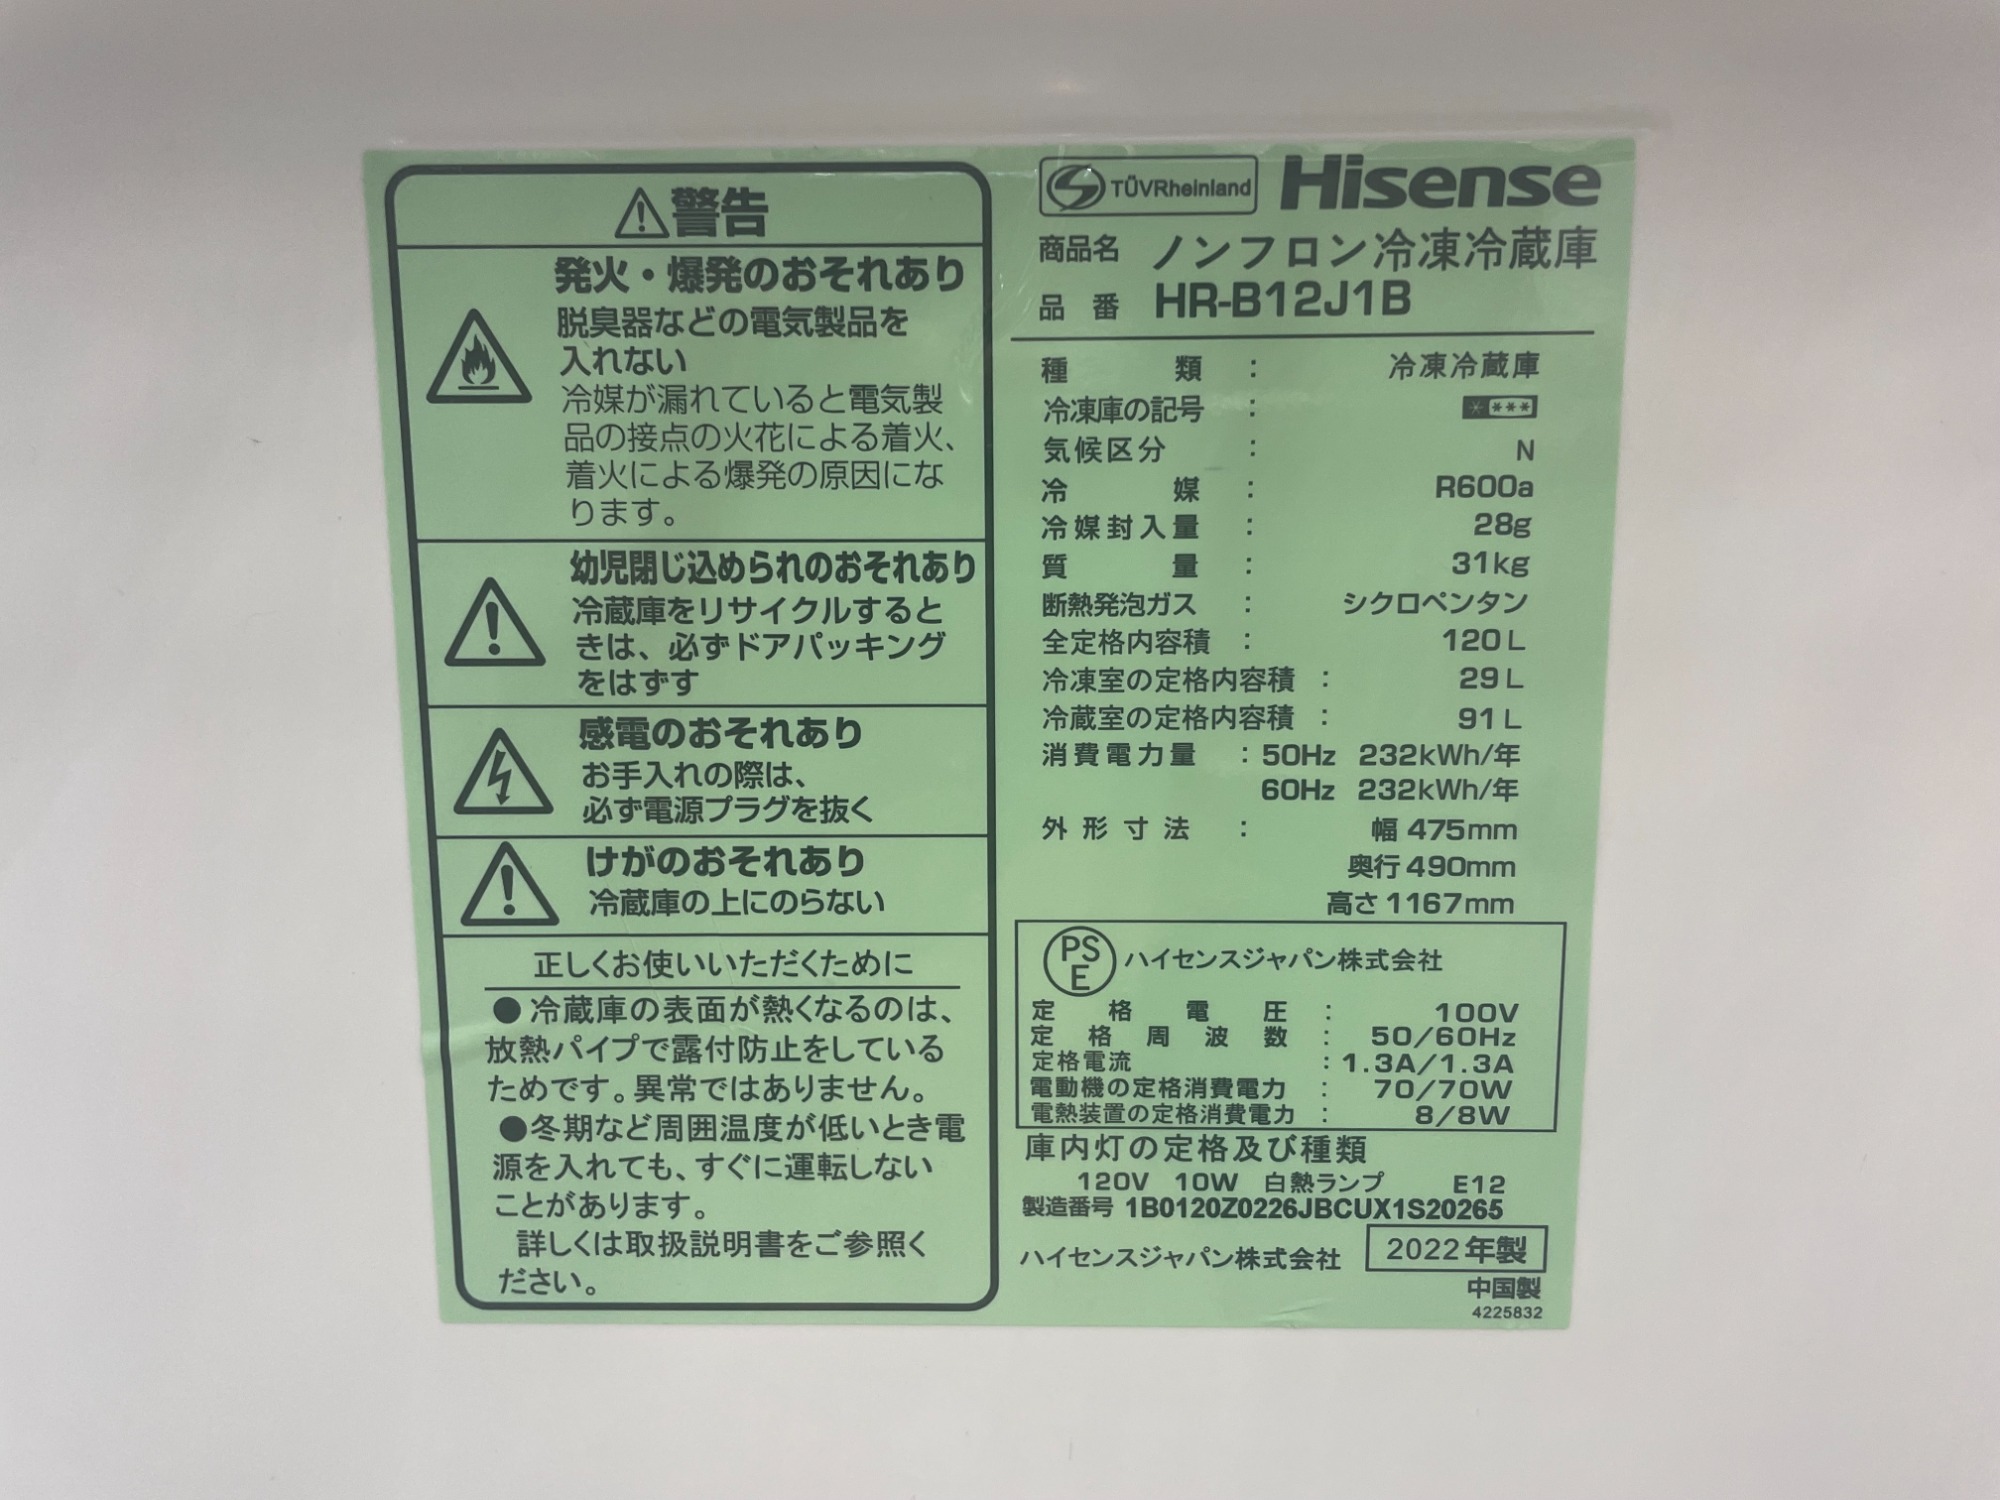 警告
発火・爆発のおそれあり
脱臭器などの電気製品を
入れない
冷媒が漏れていると電気製
品の接点の火花による着火、
着火による爆発の原因にな
ります。
幼児閉じ込められのおそれあり
冷蔵庫をリサイクルすると
きは、必ずドアパッキング
をはずす
感電のおそれあり
お手入れの際は、
必ず電源プラグを抜く
けがのおそれあり
冷蔵庫の上にのらない
正しくお使いいただくために
●冷蔵庫の表面が熱くなるのは、
放熱パイプで露付防止をしている
ためです。異常ではありません。
●冬期など周囲温度が低いとき電
源を入れても、すぐに運転しない
ことがあります。
詳しくは取扱説明書をご参照く
ださい。
TÜVRheinland Hisense
商品名 ノンフロン冷凍冷蔵庫
品番 HR-B12J1B
種類 : 冷凍冷蔵庫
冷凍庫の記号 : ****
気候区分 : N
冷媒 : R600a
冷媒封入量 : 28g
質量 : 31kg
断熱発泡ガス : シクロペンタン
全定格内容積 : 120L
冷凍室の定格内容積 : 29L
冷蔵室の定格内容積 : 91L
消費電力量 : 50Hz 232kWh/年
60Hz 232kWh/年
外形寸法 : 幅 475mm
奥行 490mm
高さ 1167mm
PSE ハイセンスジャパン株式会社
定格電圧 : 100V
定格周波数 : 50/60Hz
定格電流 : 1.3A/1.3A
電動機の定格消費電力 : 70/70W
電熱装置の定格消費電力 : 8/8W
庫内灯の定格及び種類
120V 10W 白熱ランプ E12
製造番号 1B0120Z0226JBCUX1S20265
ハイセンスジャパン株式会社 2022年製
中国製
4225832